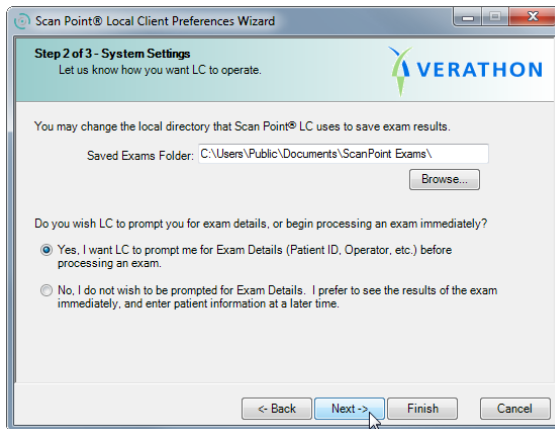 Scan Point® Local Client Preferences Wizard
Step 2 of 3 - System Settings
Let us know how you want LC to operate.
VERATHON
You may change the local directory that Scan Point® LC uses to save exam results.
Saved Exams Folder: C:\Users\Public\Documents\ScanPoint Exams\
Browse...
Do you wish LC to prompt you for exam details, or begin processing an exam immediately?
Yes, I want LC to prompt me for Exam Details (Patient ID, Operator, etc.) before
processing an exam.
No, I do not wish to be prompted for Exam Details. I prefer to see the results of the exam
immediately, and enter patient information at a later time.
<- Back Next -> Finish Cancel